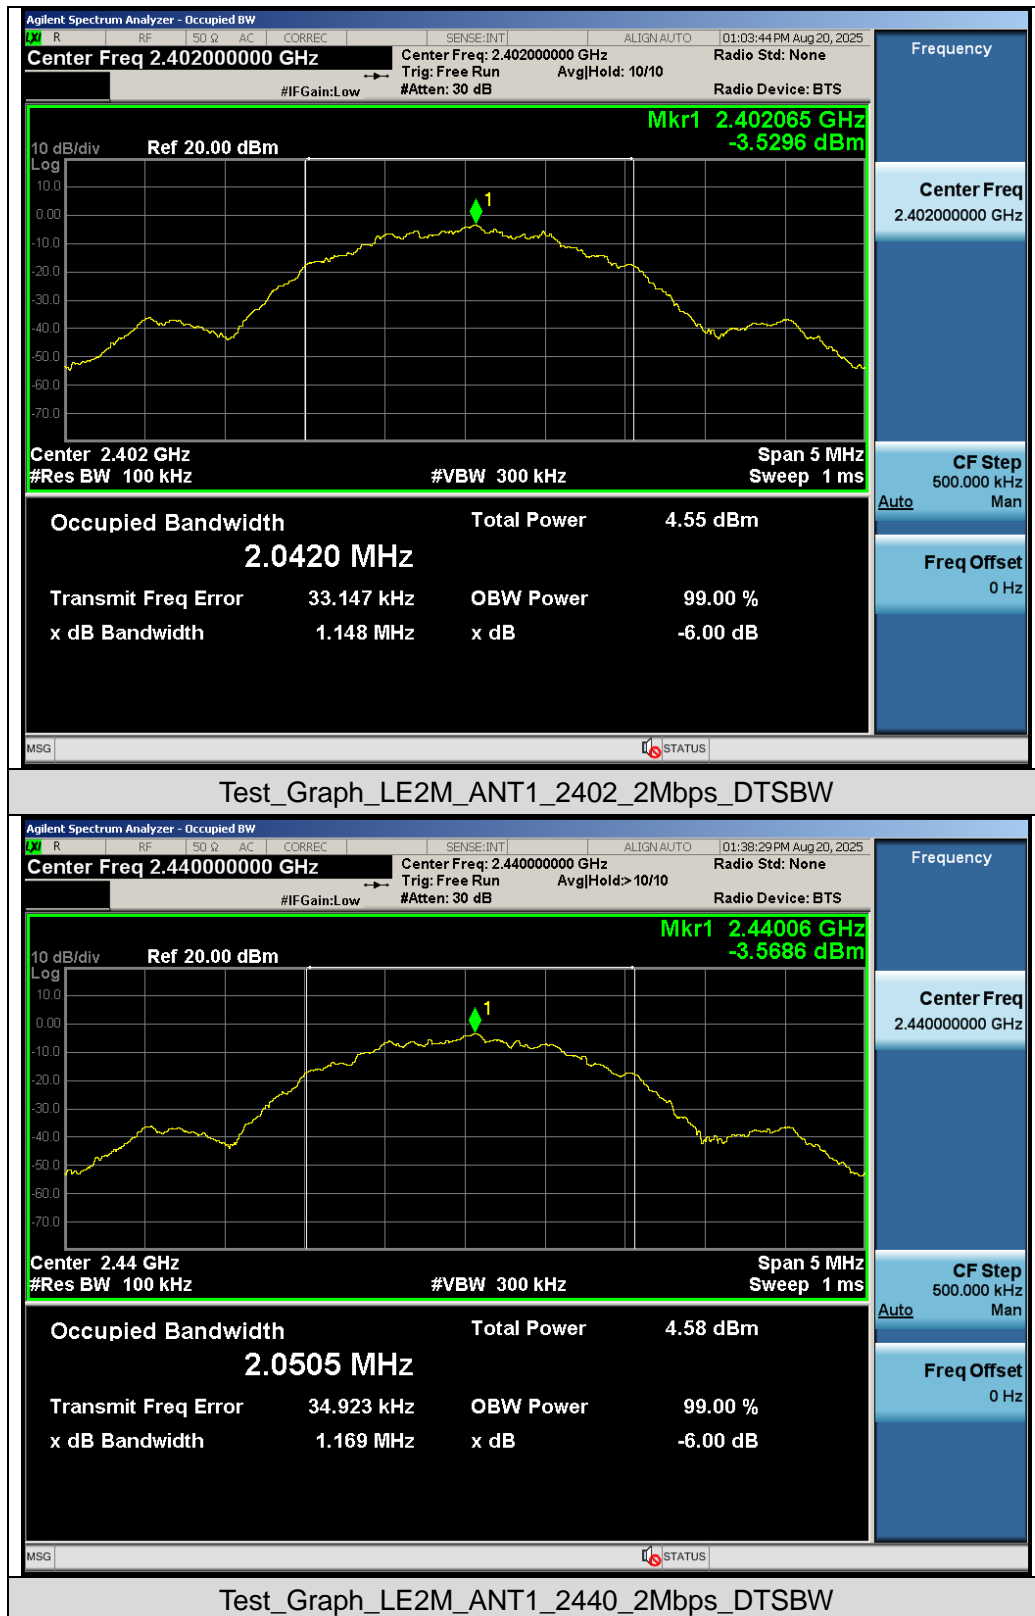 Agilent Spectrum Analyzer - Occupied BW
LXI R RF 50 Ω AC CORREC SENSE:INT ALIGN AUTO 01:03:44 PM Aug 20, 2025
Center Freq 2.402000000 GHz Center Freq: 2.402000000 GHz Radio Std: None Frequency
Trig: Free Run Avg|Hold: 10/10
#IFGain:Low #Atten: 30 dB Radio Device: BTS
Mkr1 2.402065 GHz
10 dB/div Ref 20.00 dBm -3.5296 dBm
Log
10.0
0.00
-10.0
-20.0
-30.0
-40.0
-50.0
-60.0
-70.0
1
Center 2.402 GHz Span 5 MHz
#Res BW 100 kHz #VBW 300 kHz Sweep 1 ms
Center Freq
2.402000000 GHz
CF Step
500.000 kHz
Auto Man
Freq Offset
0 Hz
Occupied Bandwidth Total Power 4.55 dBm
2.0420 MHz
Transmit Freq Error 33.147 kHz OBW Power 99.00 %
x dB Bandwidth 1.148 MHz x dB -6.00 dB
MSG STATUS
Test_Graph_LE2M_ANT1_2402_2Mbps_DTSBW
Agilent Spectrum Analyzer - Occupied BW
LXI R RF 50 Ω AC CORREC SENSE:INT ALIGN AUTO 01:38:29 PM Aug 20, 2025
Center Freq 2.440000000 GHz Center Freq: 2.440000000 GHz Radio Std: None Frequency
Trig: Free Run Avg|Hold:>10/10
#IFGain:Low #Atten: 30 dB Radio Device: BTS
Mkr1 2.44006 GHz
10 dB/div Ref 20.00 dBm -3.5686 dBm
Log
10.0
0.00
-10.0
-20.0
-30.0
-40.0
-50.0
-60.0
-70.0
1
Center 2.44 GHz Span 5 MHz
#Res BW 100 kHz #VBW 300 kHz Sweep 1 ms
Center Freq
2.440000000 GHz
CF Step
500.000 kHz
Auto Man
Freq Offset
0 Hz
Occupied Bandwidth Total Power 4.58 dBm
2.0505 MHz
Transmit Freq Error 34.923 kHz OBW Power 99.00 %
x dB Bandwidth 1.169 MHz x dB -6.00 dB
MSG STATUS
Test_Graph_LE2M_ANT1_2440_2Mbps_DTSBW